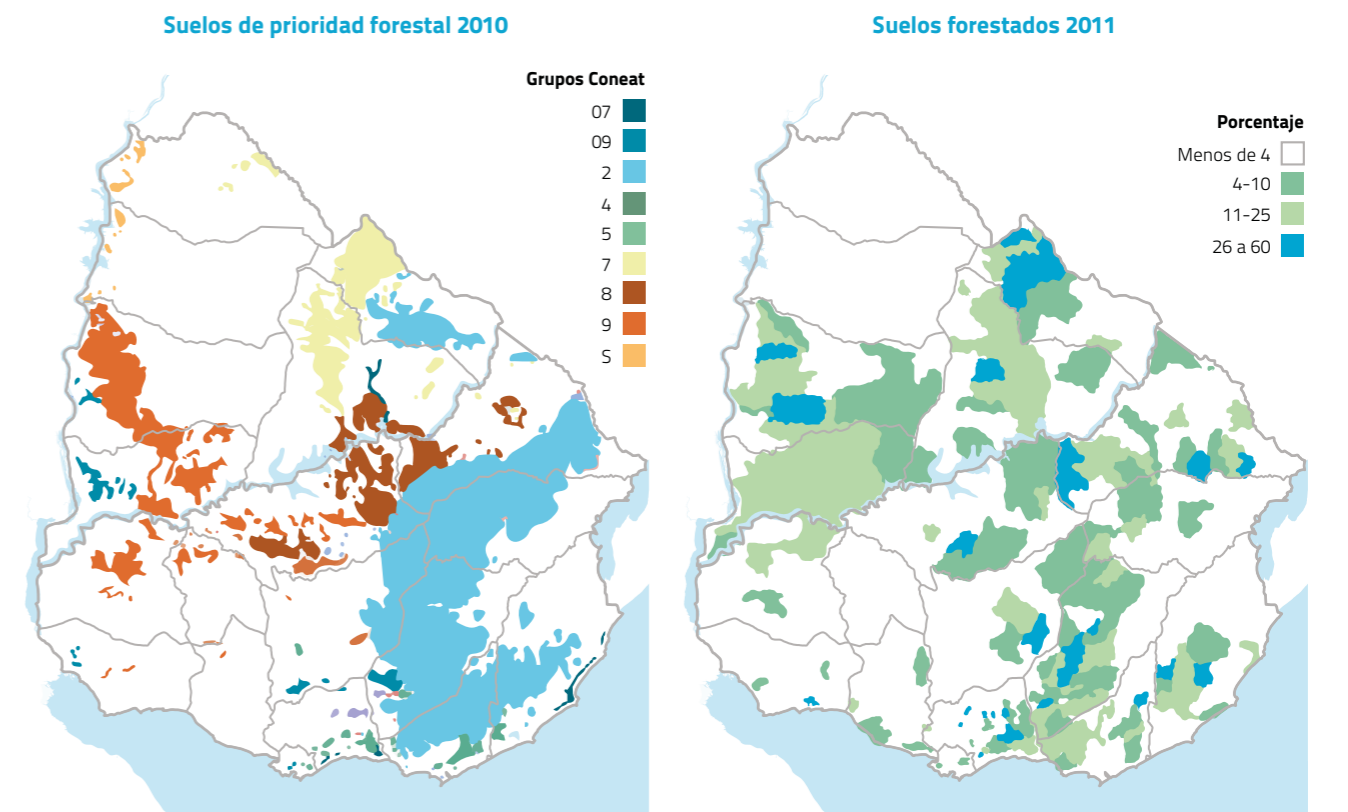 Suelos de prioridad forestal 2010
Grupos Coneat
07
09
2
4
5
7
8
9
S
Suelos forestados 2011
Porcentaje
Menos de 4
4-10
11-25
26 a 60